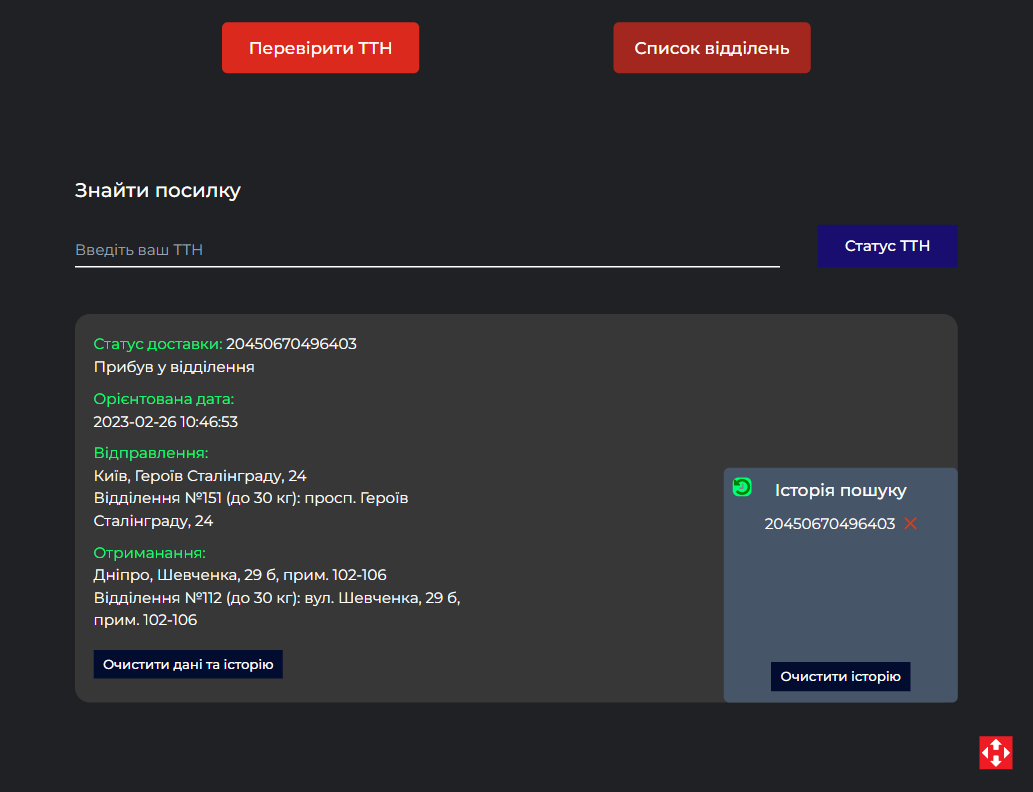 Перевірити ТТН
Список відділень
Знайти посилку
Введіть ваш ТТН
Статус ТТН
Статус доставки: 20450670496403
Прибув у відділення
Орієнтована дата:
2023-02-26 10:46:53
Відправлення:
Київ, Героїв Сталінграду, 24
Відділення №151 (до 30 кг): просп. Героїв
Сталінграду, 24
Отриманання:
Дніпро, Шевченка, 29 б, прим. 102-106
Відділення №112 (до 30 кг): вул. Шевченка, 29 б,
прим. 102-106
Очистити дані та історію
Історія пошуку
20450670496403
Очистити історію